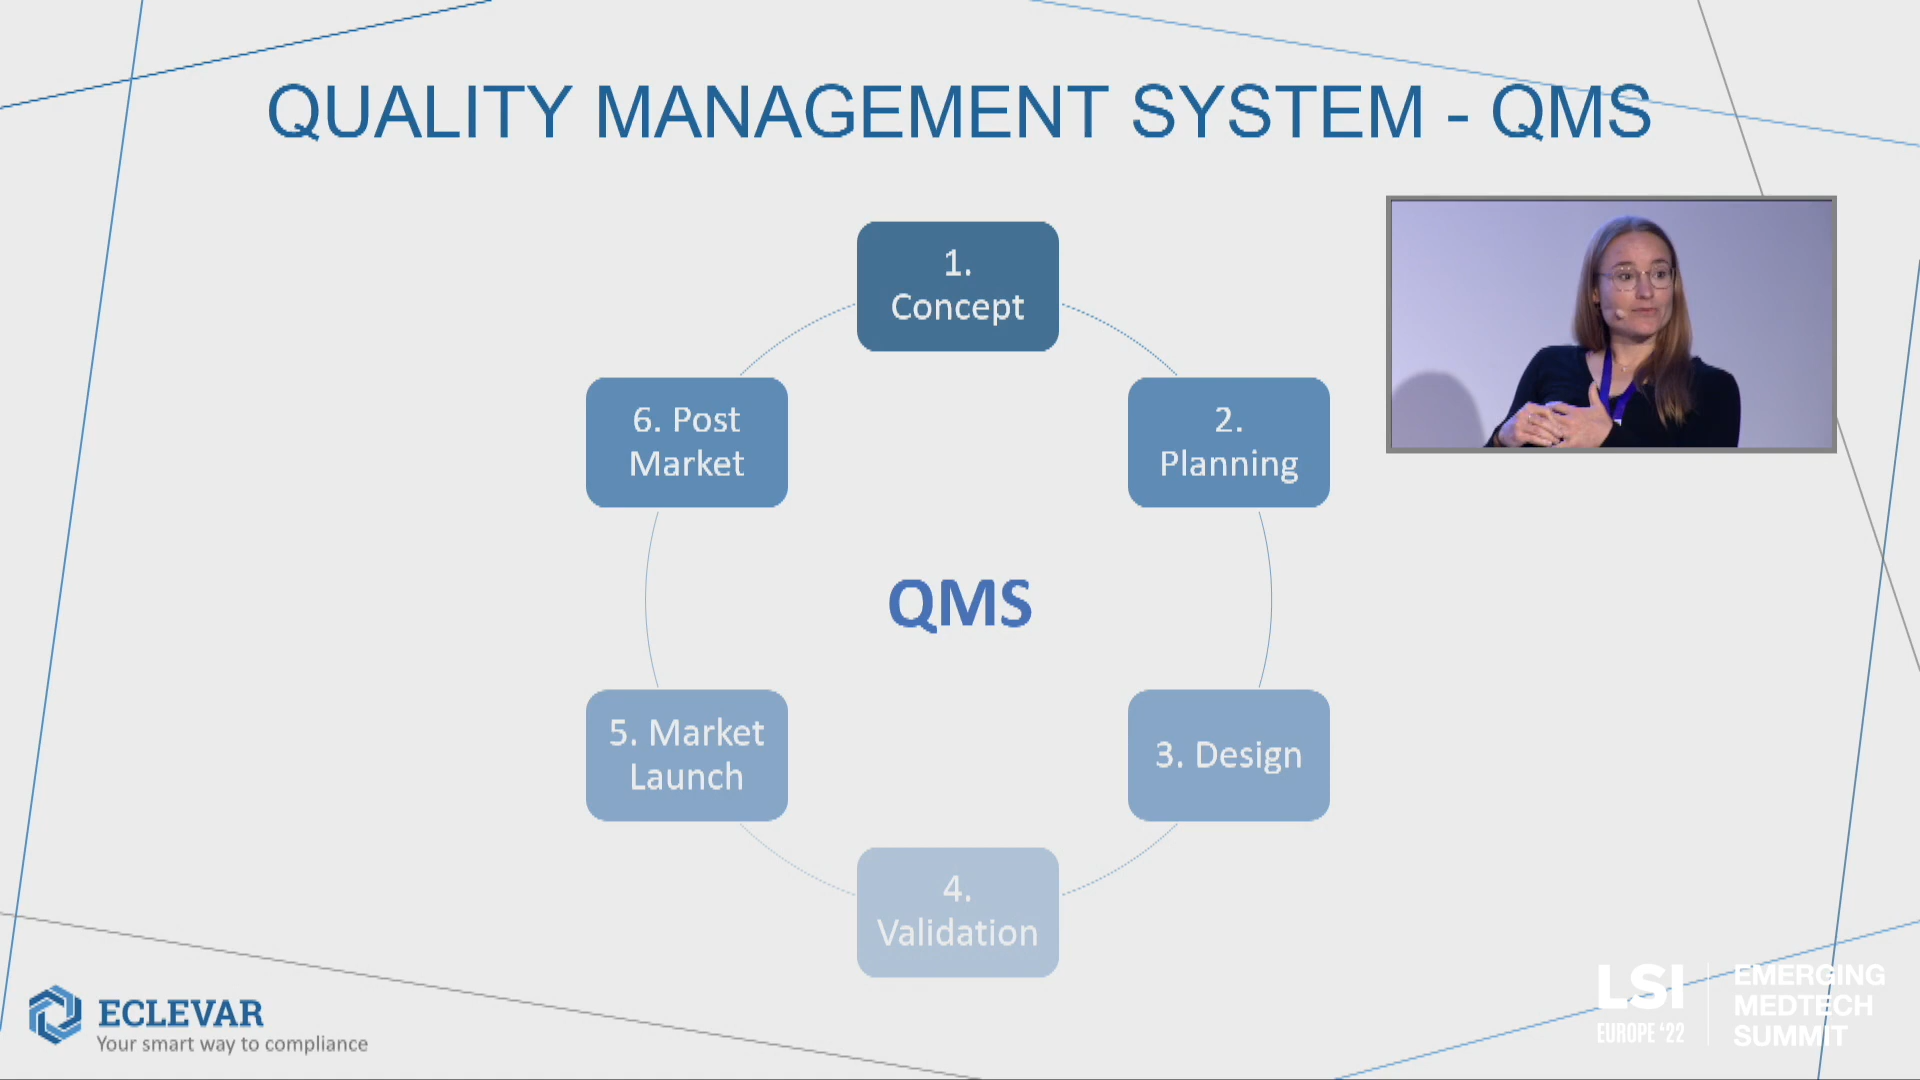 QUALITY MANAGEMENT SYSTEM - QMS
1.
Concept
2.
Planning
3. Design
4.
Validation
5. Market
Launch
6. Post
Market
QMS
ECLEVAR
Your smart way to compliance
LSI
EUROPE '22
EMERGING
MEDTECH
SUMMIT